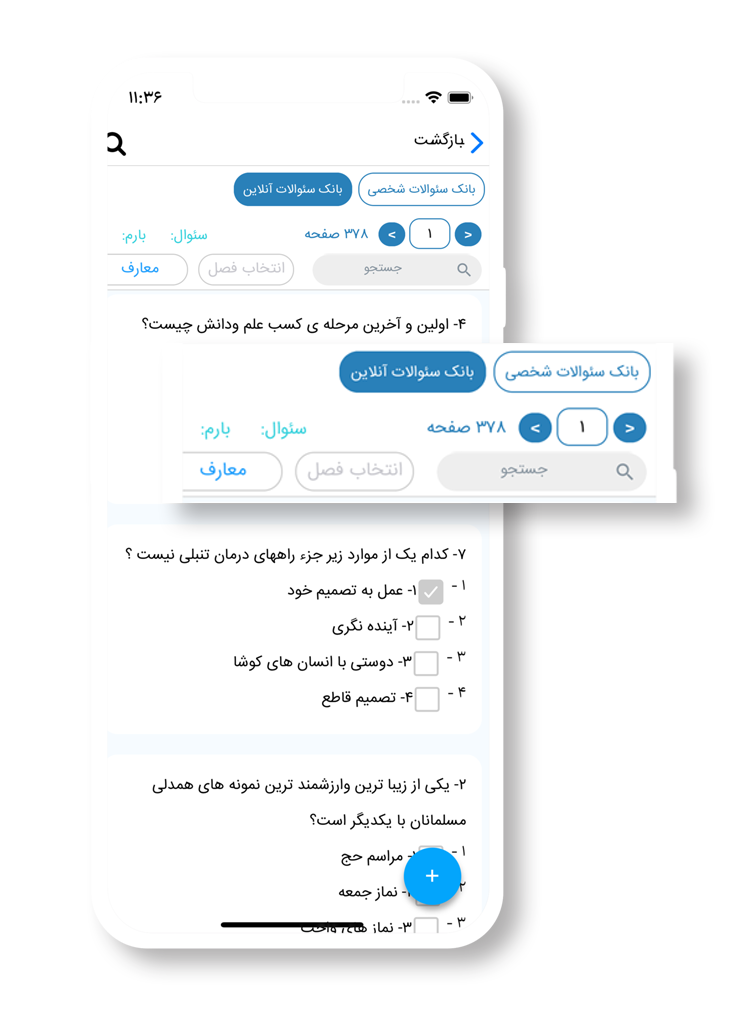 ۱۱:۳۶
بازگشت
بانک سئوالات شخصی بانک سئوالات آنلاین
< ۱ > ۳۷۸ صفحه سئوال: بارم:
جستجو انتخاب فصل معارف
۴- اولین و آخرین مرحله ی کسب علم ودانش چیست؟
بانک سئوالات شخصی بانک سئوالات آنلاین
< ۱ > ۳۷۸ صفحه سئوال: بارم:
جستجو انتخاب فصل معارف
۷- کدام یک از موارد زیر جزء راههای درمان تنبلی نیست ؟
۱ - ۱- عمل به تصمیم خود
۲ - ۲- آینده نگری
۳ - ۳- دوستی با انسان های کوشا
۴ - ۴- تصمیم قاطع
۲- یکی از زیبا ترین وارزشمند ترین نمونه های همدلی
مسلمانان با یکدیگر است؟
۱ - مراسم حج
۲ - نماز جمعه
+
۳ - ۳- نماز های